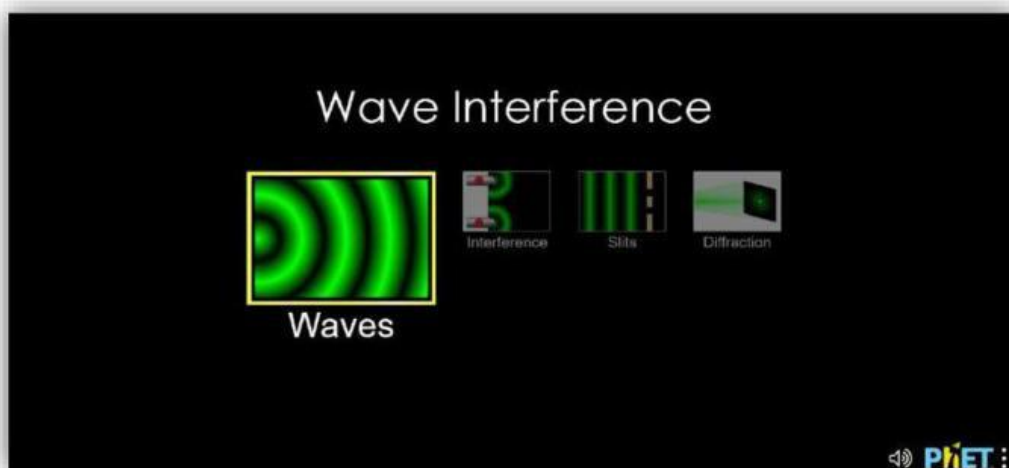 Wave Interference
Interference
Slits
Diffraction
Waves
PhET